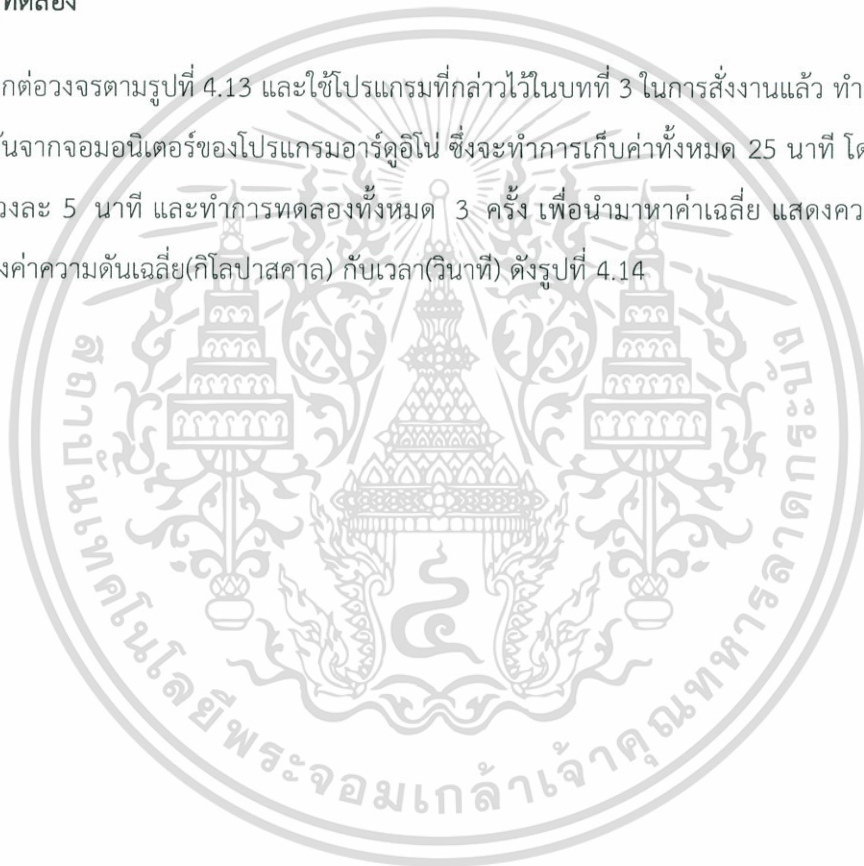 ทดลอง
กต่อวงจรตามรูปที่ 4.13 และใช้โปรแกรมที่กล่าวไว้ในบทที่ 3 ในการสั่งงานแล้ว ทำ
ันจากจอมอนิเตอร์ของโปรแกรมอาร์ดูอิโน่ ซึ่งจะทำการเก็บค่าทั้งหมด 25 นาที โด
วงละ 5 นาที และทำการทดลองทั้งหมด 3 ครั้ง เพื่อนำมาหาค่าเฉลี่ย แสดงคว
งค่าความดันเฉลี่ย(กิโลปาสคาล) กับเวลา(วินาที) ดังรูปที่ 4.14
สถาบันเทคโนโลยีพระจอมเกล้าเจ้าคุณทหารลาดกระบัง
๔